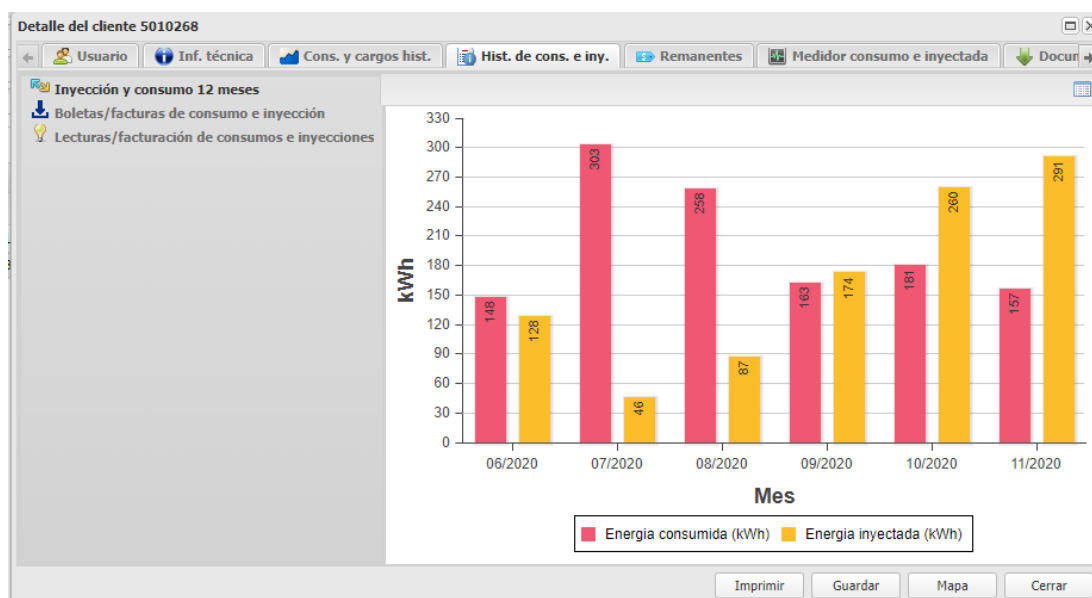 Detalle del cliente 5010268
Usuario Inf. técnica Cons. y cargos hist. Hist. de cons. e iny. Remanentes Medidor consumo e inyectada Docum
Inyección y consumo 12 meses
Boletas/facturas de consumo e inyección
Lecturas/facturación de consumos e inyecciones
kWh
330
300
270
240
210
180
150
120
90
60
30
0
148
128
303
46
258
87
163
174
181
260
157
291
06/2020 07/2020 08/2020 09/2020 10/2020 11/2020
Mes
Energia consumida (kWh) Energia inyectada (kWh)
Imprimir Guardar Mapa Cerrar